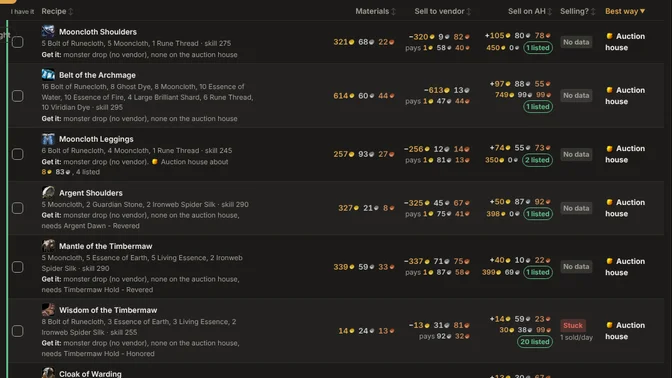 I have it Recipe Materials Sell to vendor Sell on AH Selling? Best way ▼
Mooncloth Shoulders
5 Bolt of Runecloth, 5 Mooncloth, 1 Rune Thread · skill 275
Get it: monster drop (no vendor), none on the auction house
321 68 22
−320 9 82
pays 1 58 40
+105 80 78
450 0 1 listed
No data
Auction house
Belt of the Archmage
16 Bolt of Runecloth, 8 Ghost Dye, 8 Mooncloth, 10 Essence of
Water, 10 Essence of Fire, 4 Large Brilliant Shard, 6 Rune Thread,
10 Viridian Dye · skill 295
Get it: monster drop (no vendor), none on the auction house
614 60 44
−613 13
pays 1 47 44
+97 88 55
749 99 99
1 listed
No data
Auction house
Mooncloth Leggings
6 Bolt of Runecloth, 4 Mooncloth, 1 Rune Thread · skill 245
Get it: monster drop (no vendor). Auction house about
8 83, 4 listed
257 93 27
−256 12 14
pays 1 81 13
+74 55 73
350 0 2 listed
No data
Auction house
Argent Shoulders
5 Mooncloth, 2 Guardian Stone, 2 Ironweb Spider Silk · skill 290
Get it: monster drop (no vendor), none on the auction house,
needs Argent Dawn - Revered
327 21 8
−325 45 67
pays 1 75 41
+50 87 92
398 0 1 listed
No data
Auction house
Mantle of the Timbermaw
5 Mooncloth, 5 Essence of Earth, 5 Living Essence, 2 Ironweb
Spider Silk · skill 290
Get it: monster drop (no vendor), none on the auction house,
needs Timbermaw Hold - Revered
339 59 33
−337 71 75
pays 1 87 58
+40 10 22
399 69 1 listed
No data
Auction house
Wisdom of the Timbermaw
8 Bolt of Runecloth, 3 Essence of Earth, 3 Living Essence, 2
Ironweb Spider Silk · skill 255
Get it: monster drop (no vendor), none on the auction house,
needs Timbermaw Hold - Honored
14 24 13
−13 31 81
pays 92 32
+14 59 23
30 38 99
20 listed
Stuck
1 sold/day
Auction house
Cloak of Warding